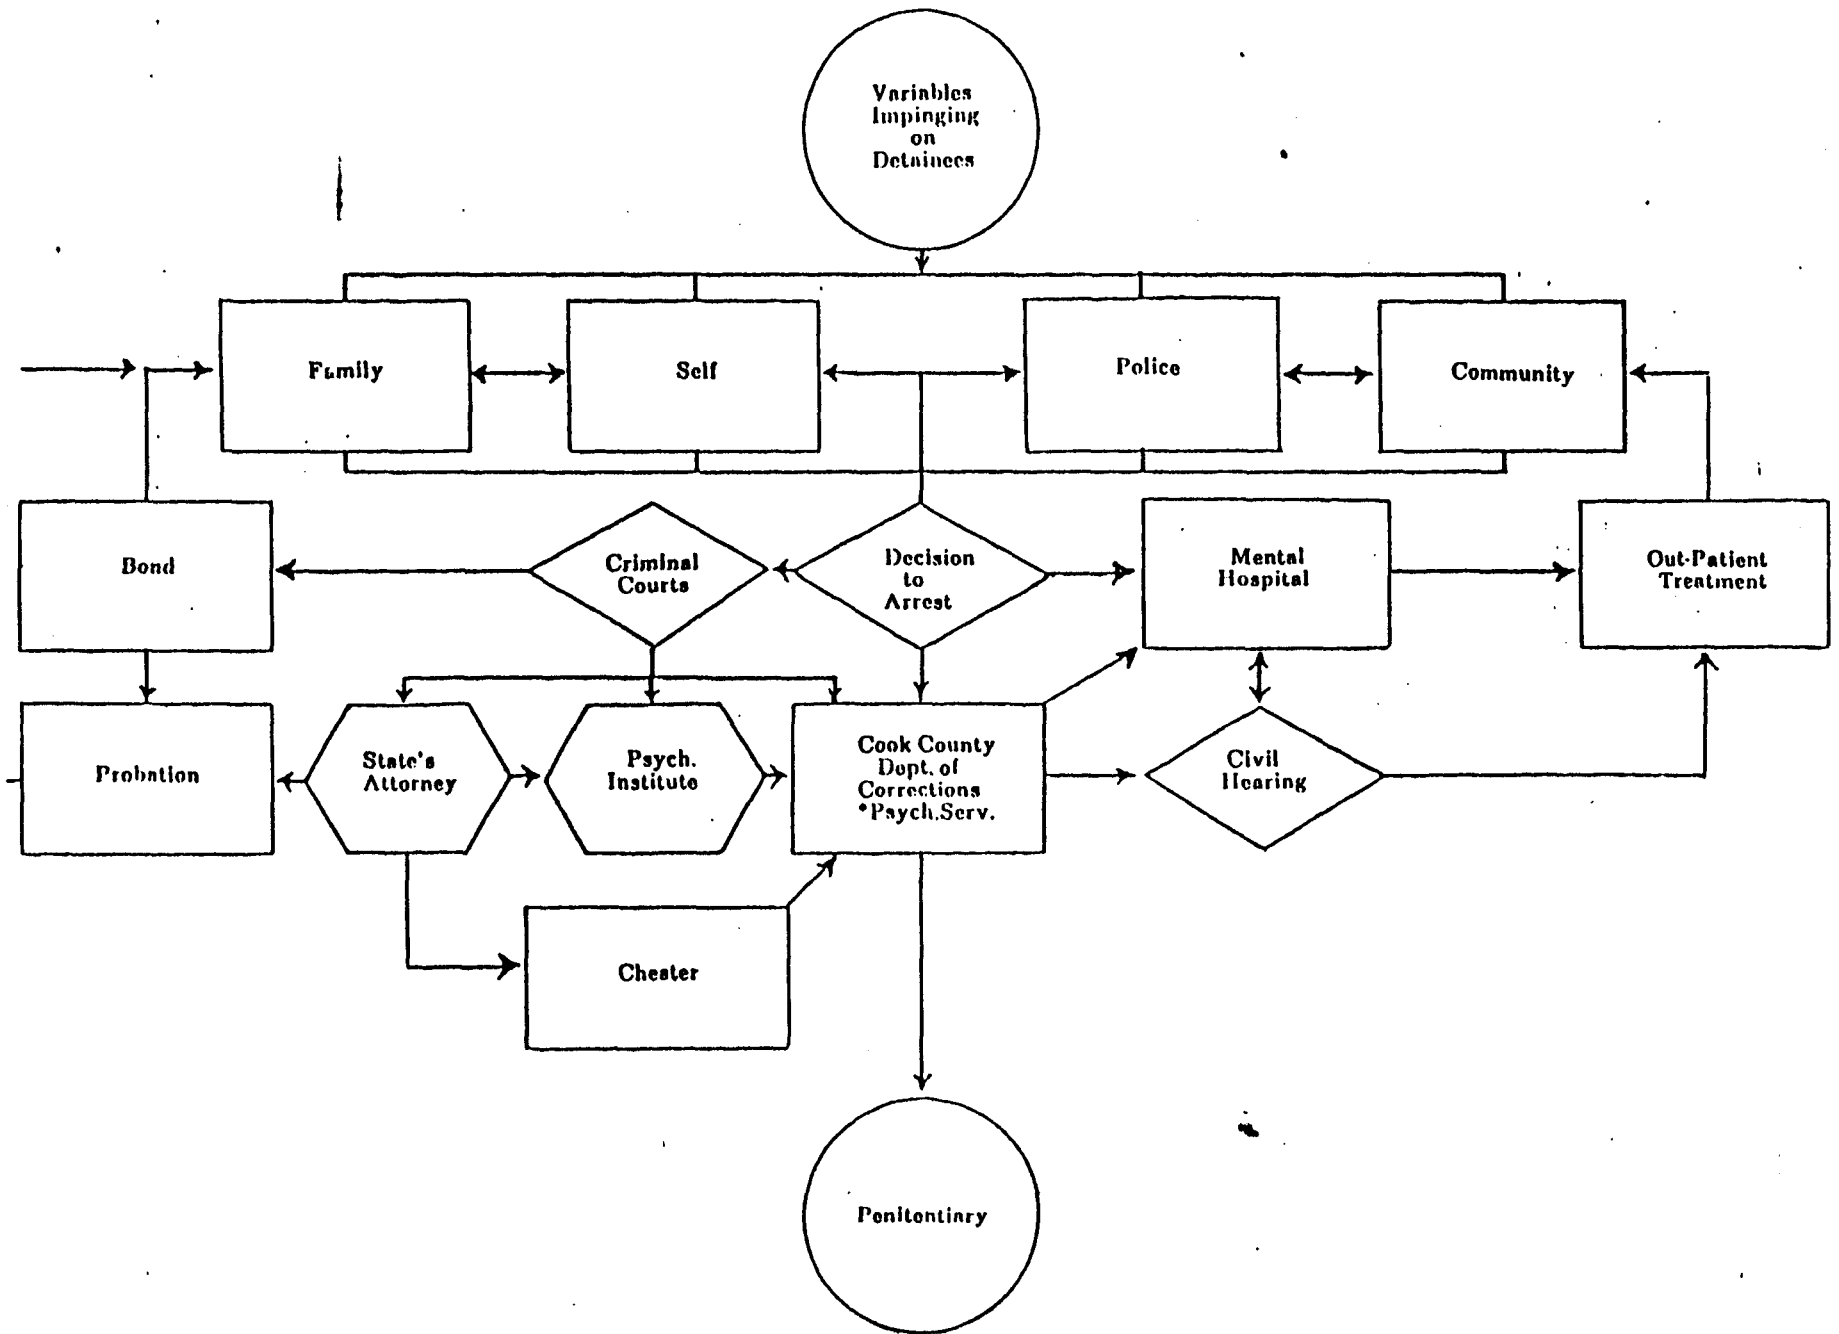 Variables
Impinging
on
Detainees
Family
Self
Police
Community
Bond
Criminal
Courts
Decision
to
Arrest
Mental
Hospital
Out-Patient
Treatment
Probation
State's
Attorney
Psych.
Institute
Cook County
Dept. of
Corrections
*Psych.Serv.
Civil
Hearing
Chester
Penitentiary